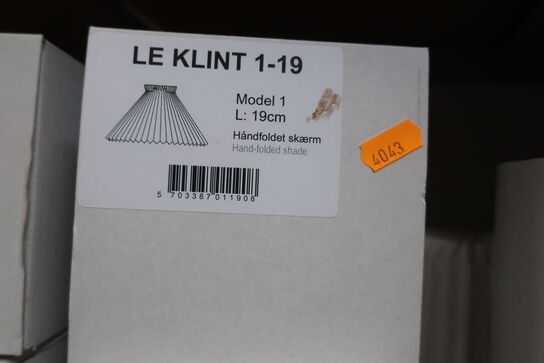 LE KLINT 1-19
Model 1
L: 19cm
Håndfoldet skærm
Hand-folded shade
5 703387 011908
4043